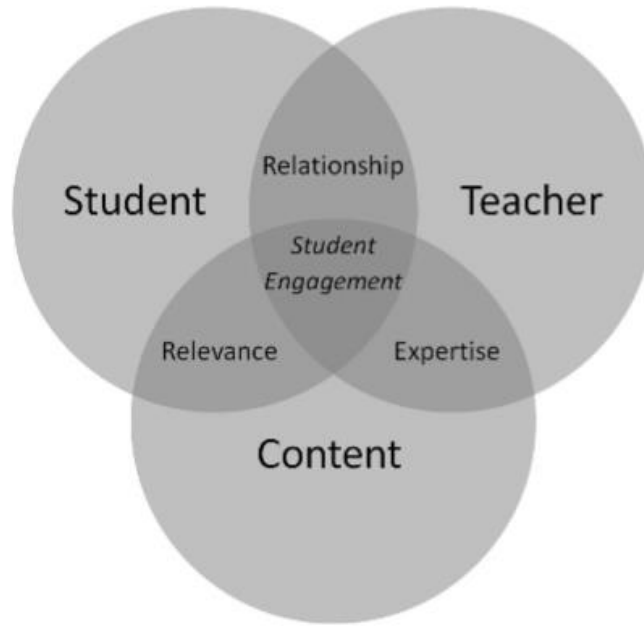 Relationship
Student
Teacher
Student
Engagement
Relevance
Expertise
Content